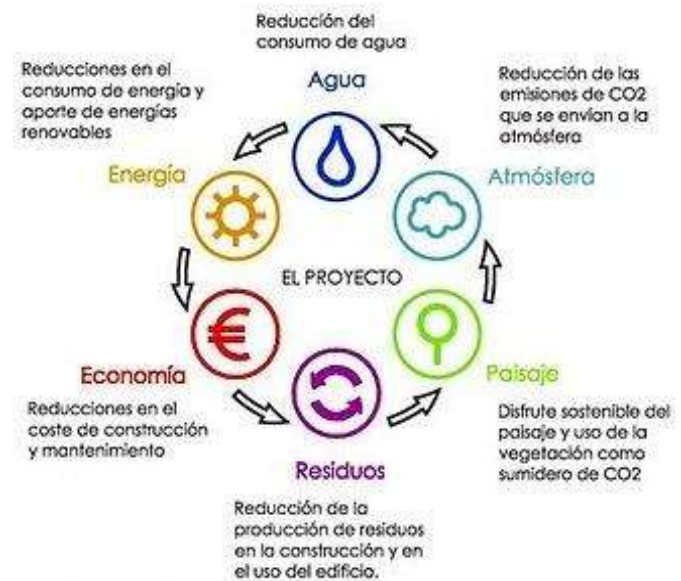 Reducción del
consumo de agua
Agua
Reducciones en el
consumo de energía y
aporte de energías
renovables
Energía
Reducción de las
emisiones de CO2
que se envían a la
atmósfera
Atmósfera
EL PROYECTO
€
Economía
Reducciones en el
coste de construcción
y mantenimiento
Paisaje
Disfrute sostenible del
paisaje y uso de la
vegetación como
sumidero de CO2
Residuos
Reducción de la
producción de residuos
en la construcción y en
el uso del edificio.